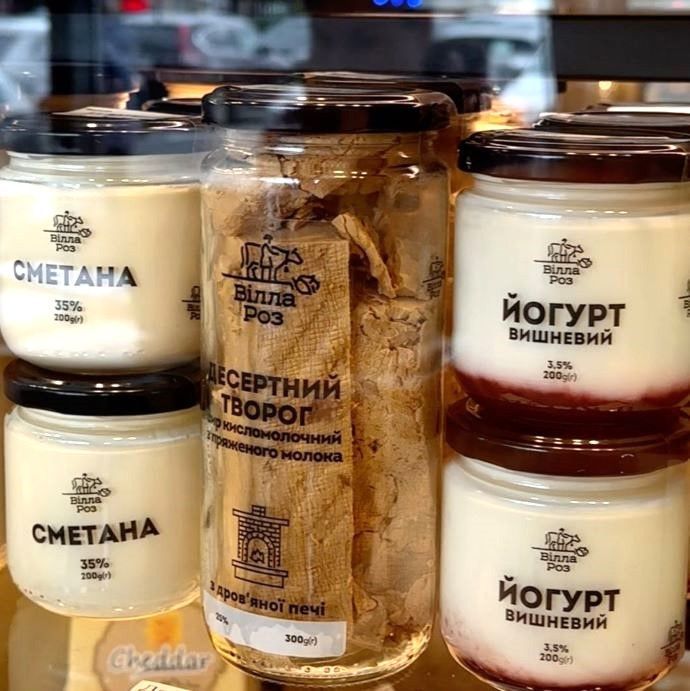 Вілла
Роз
СМЕТАНА
35%
200g(г)
Вілла
Роз
СМЕТАНА
35%
200g(г)
Вілла
Роз
ДЕСЕРТНИЙ
ТВОРОГ
сир кисломолочний
з пряженого молока
з дров'яної печі
20%
300g(г)
Вілла
Роз
ЙОГУРТ
ВИШНЕВИЙ
3,5%
200g(г)
Вілла
Роз
ЙОГУРТ
ВИШНЕВИЙ
3,5%
200g(г)
Cheddar